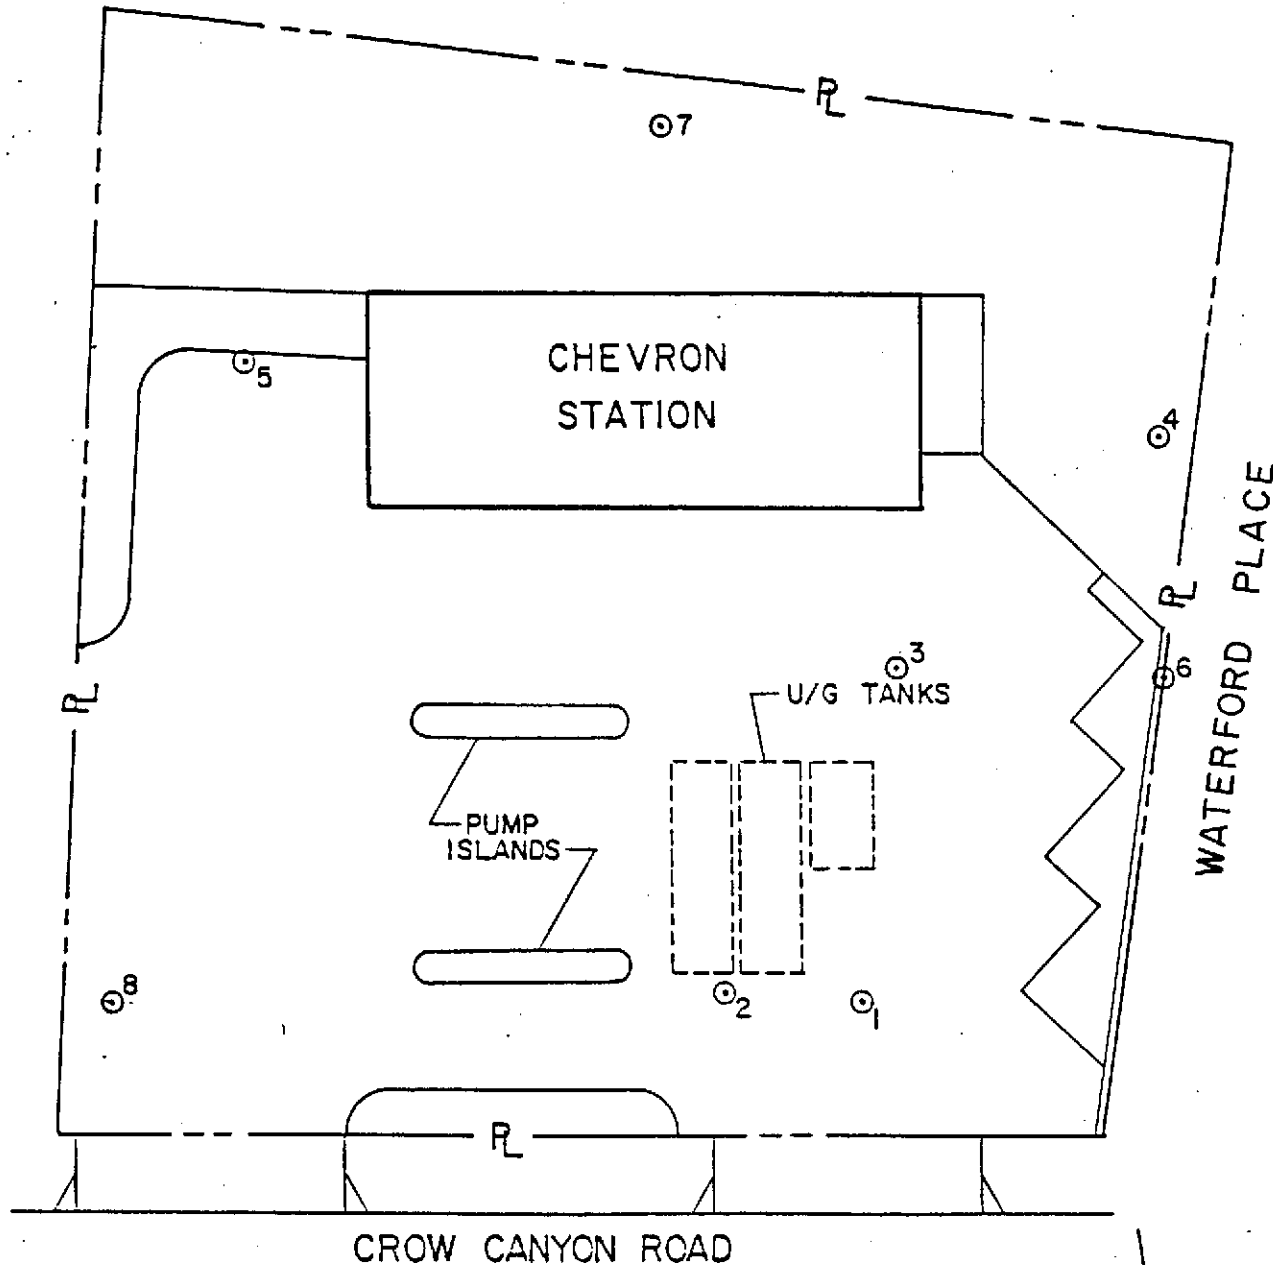 PL
7
CHEVRON
STATION
5
4
PL
WATERFORD PLACE
3
6
U/G TANKS
PL
PUMP
ISLANDS
8
2
1
PL
CROW CANYON ROAD